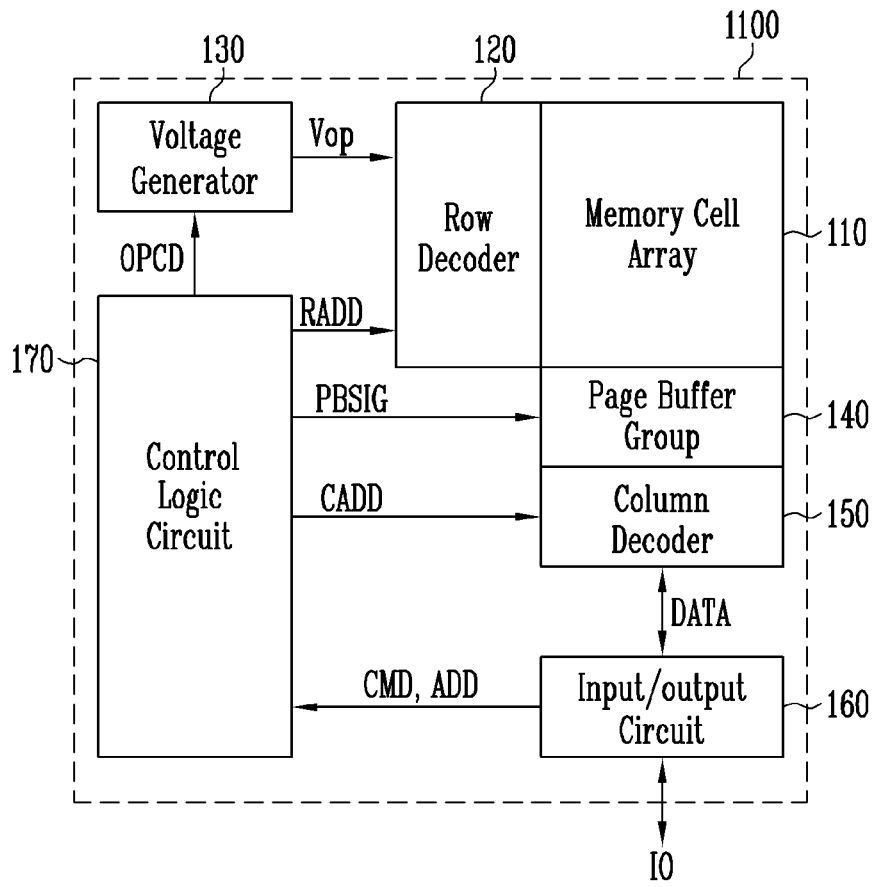 1100
130
120
Voltage
Generator
Vop
Row
Decoder
Memory Cell
Array
110
OPCD
RADD
170
PBSIG
Page Buffer
Group
140
Control
Logic
Circuit
CADD
Column
Decoder
150
DATA
CMD, ADD
Input/output
Circuit
160
IO